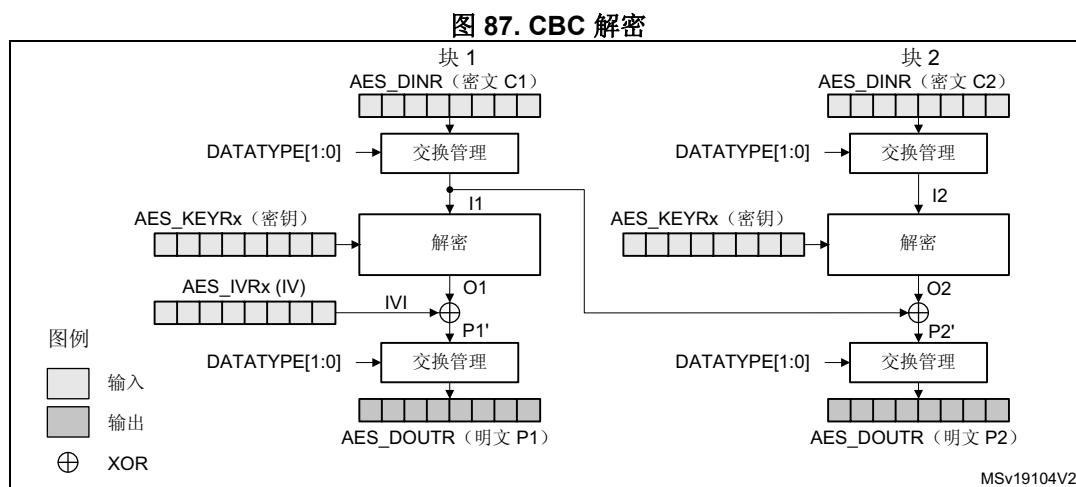 图 87. CBC 解密
块 1
块 2
AES_DINR（密文 C1）
AES_DINR（密文 C2）
DATATYPE[1:0]
交换管理
DATATYPE[1:0]
交换管理
I1
I2
AES_KEYRx（密钥）
解密
AES_KEYRx（密钥）
解密
AES_IVRx (IV)
IVI
O1
O2
P1'
P2'
图例
DATATYPE[1:0]
交换管理
DATATYPE[1:0]
交换管理
输入
输出
AES_DOUTR（明文 P1）
AES_DOUTR（明文 P2）
XOR
MSv19104V2